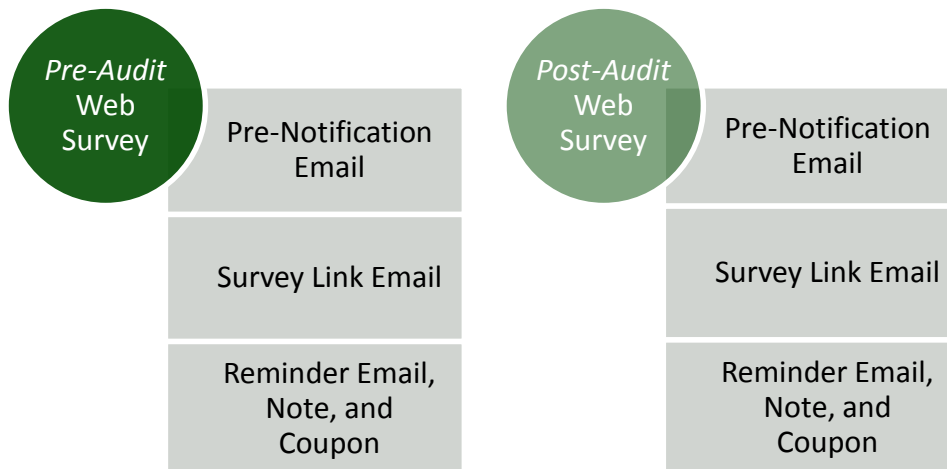 Pre-Audit
Web
Survey
Pre-Notification
Email
Survey Link Email
Reminder Email,
Note, and
Coupon
Post-Audit
Web
Survey
Pre-Notification
Email
Survey Link Email
Reminder Email,
Note, and
Coupon